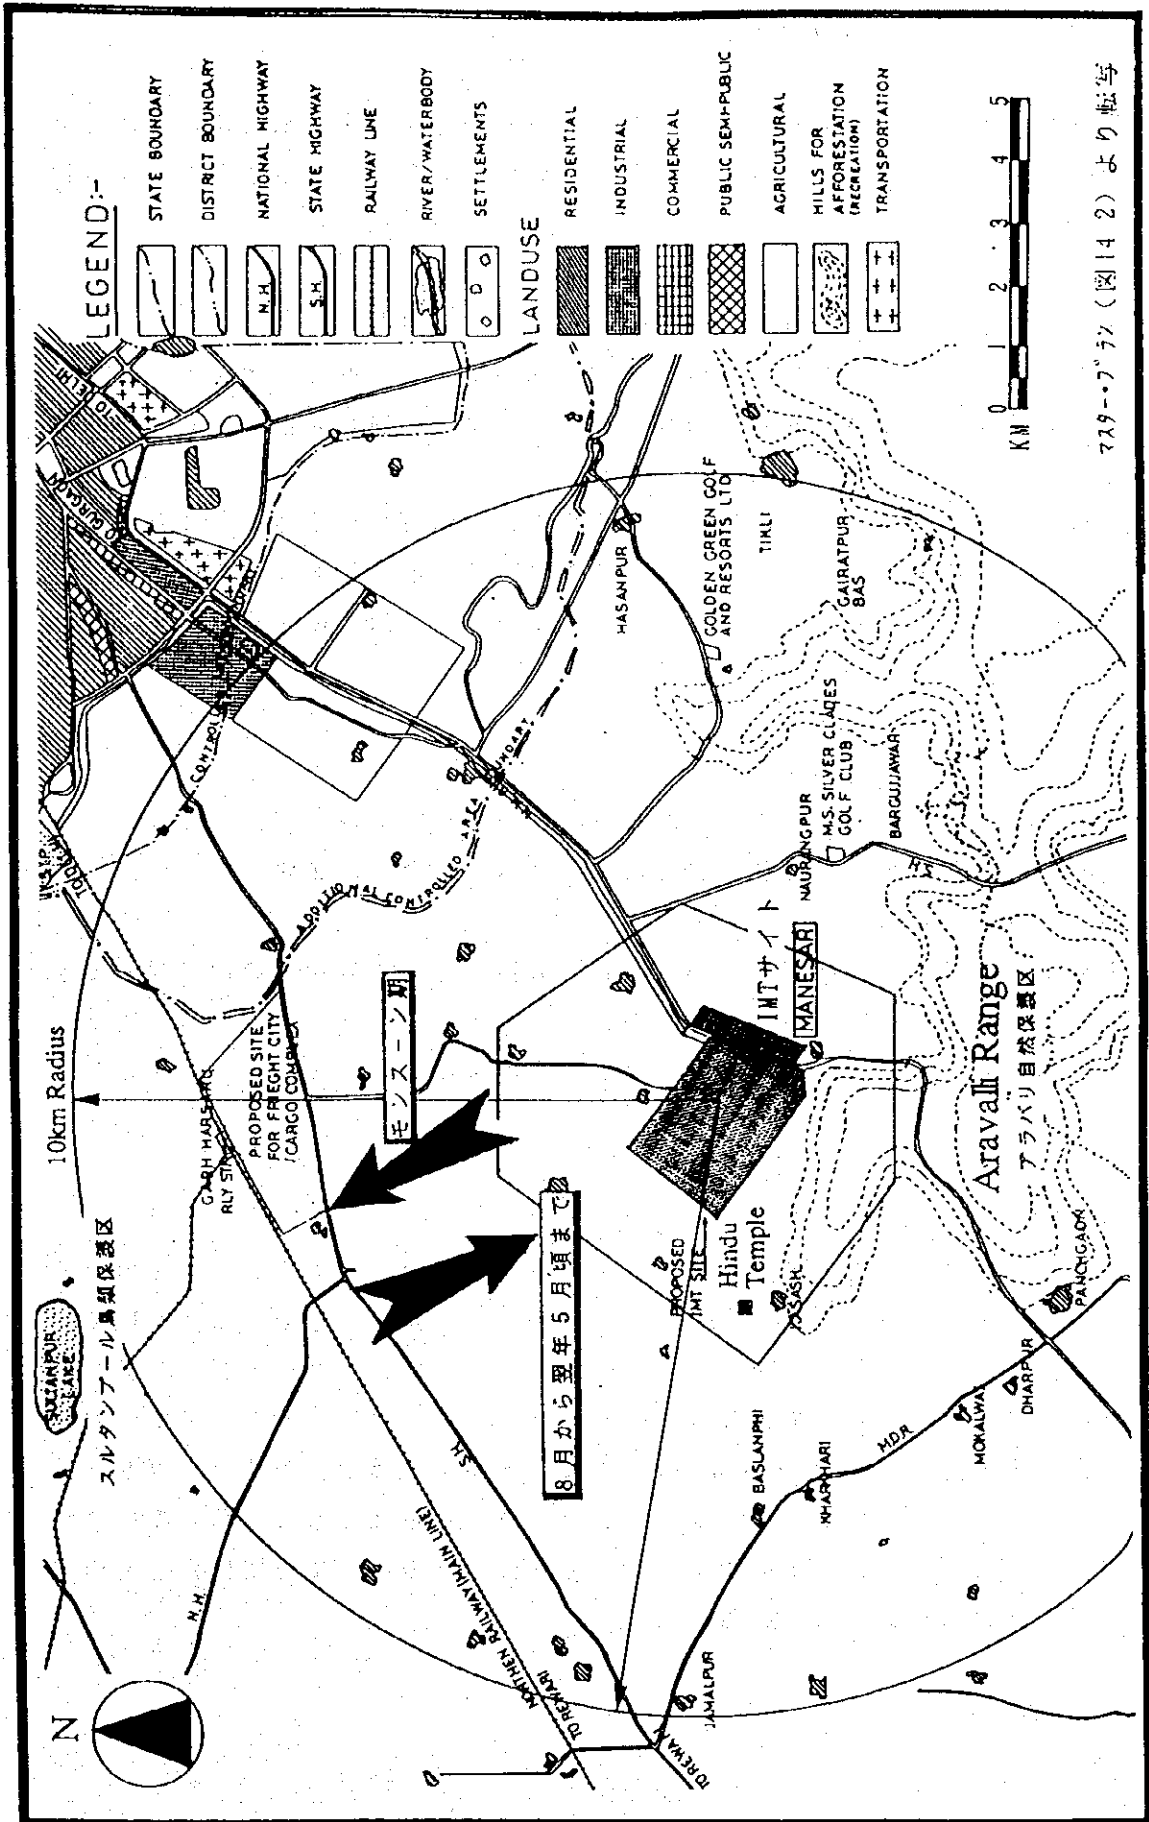 LEGEND:-
STATE BOUNDARY
DISTRICT BOUNDARY
N.H.
NATIONAL HIGHWAY
S.H.
STATE HIGHWAY
RAILWAY LINE
RIVER/WATERBODY
SETTLEMENTS
LANDUSE
RESIDENTIAL
INDUSTRIAL
COMMERCIAL
PUBLIC SEMI-PUBLIC
AGRICULTURAL
HILLS FOR
AFFORESTATION
(RECREATION)
TRANSPORTATION
KM 0 1 2 3 4 5
マスター・プラン (図14 2) より転写
N
SULTANPUR
LAKE
スルタンプール鳥類保護区
10km Radius
GARH HARSARU
RLY STN
PROPOSED SITE
FOR FRIEGHT CITY
(CARGO COMPLEX
モンスーン期
8月から翌年5月頃まで
TO GURGAON
TO DELHI
CONTROLLED
ADDITIONAL CONTROLLED AREA
BOUNDARY
N.H.
S.H.
NORTHEN RAILWAY (MAIN LINE)
TO REWARI
JAMALPUR
BASLANPHI
KHARKHARI
M.D.R.
MOKALWAS
DHARPUR
PANCHGAON
PROPOSED
IMT SITE
Hindu
Temple
IMTサイト
MANESARI
NAURANGPUR
M.S. SILVER GLADES
GOLF CLUB
BARGUJAWAR
S.H.
HASANPUR
GOLDEN GREEN GOLF
AND RESORTS LTD
TIKLI
GAIRATPUR
BAS
Aravalli Range
アラバリ自然保護区